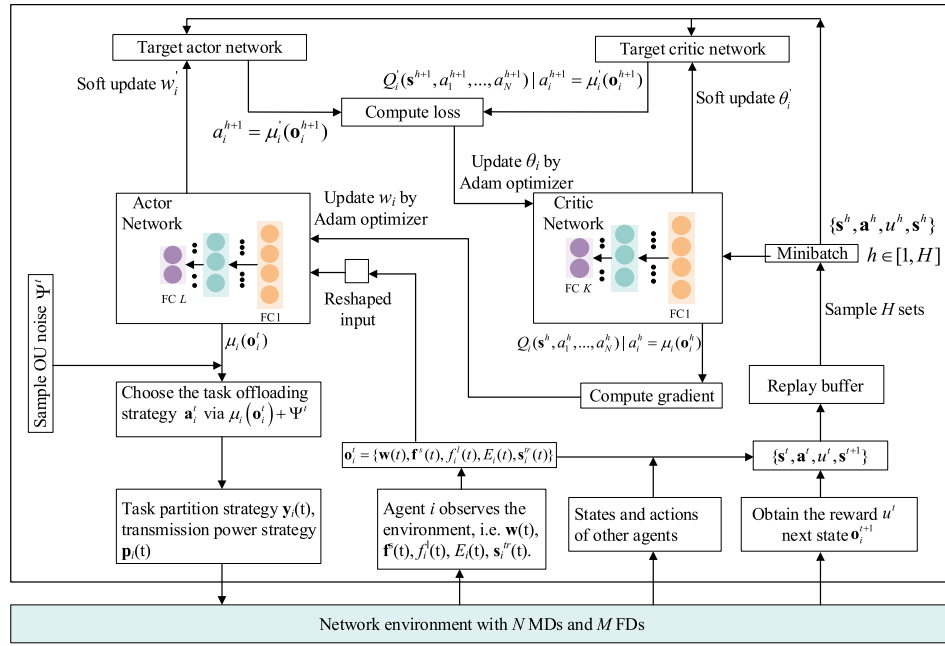 Target actor network
Target critic network
Soft update w_i^'
Q_i^'(s^{h+1}, a_1^{h+1},...,a_N^{h+1}) | a_i^{h+1} = μ_i^'(o_i^{h+1})
Soft update θ_i^'
Compute loss
a_i^{h+1} = μ_i^'(o_i^{h+1})
Update θ_i by
Adam optimizer
Actor
Network
FC L
FC1
Update w_i by
Adam optimizer
Critic
Network
FC K
FC1
{s^h, a^h, u^h, s^h}
h∈[1, H]
Minibatch
Reshaped
input
Sample H sets
Sample OU noise Ψ^t
μ_i(o_i^t)
Q_i(s^h, a_1^h,...,a_N^h) | a_i^h = μ_i(o_i^h)
Compute gradient
Replay buffer
Choose the task offloading
strategy a_i^t via μ_i(o_i^t)+Ψ^t
o_i^t = {w(t), f^s(t), f_i^l(t), E_i(t), s_i^{tr}(t)}
{s^t, a^t, u^t, s^{t+1}}
Task partition strategy y_i(t),
transmission power strategy
p_i(t)
Agent i observes the
environment, i.e. w(t),
f^s(t), f_i^l(t), E_i(t), s_i^{tr}(t).
States and actions
of other agents
Obtain the reward u^t
next state o_i^{t+1}
Network environment with N MDs and M FDs